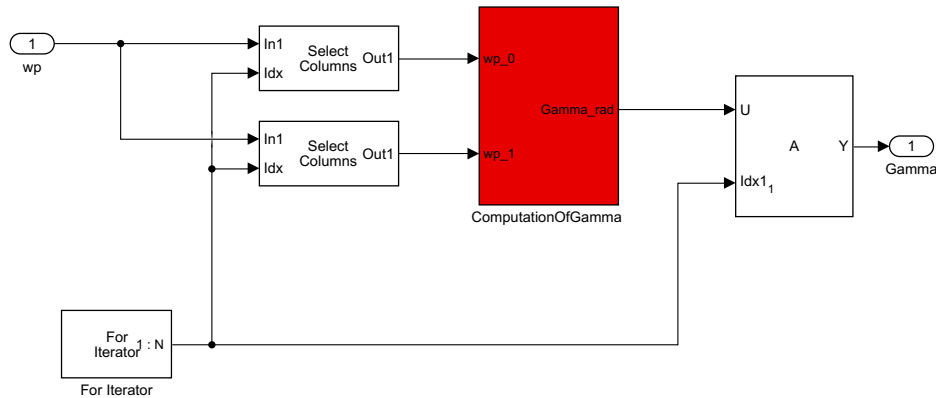 1
wp
In1
Idx
Select
Columns
Out1
In1
Idx
Select
Columns
Out1
wp_0
wp_1
Gamma_rad
ComputationOfGamma
U
Idx1
1
A
Y
1
Gamma
For
Iterator
1 : N
For Iterator